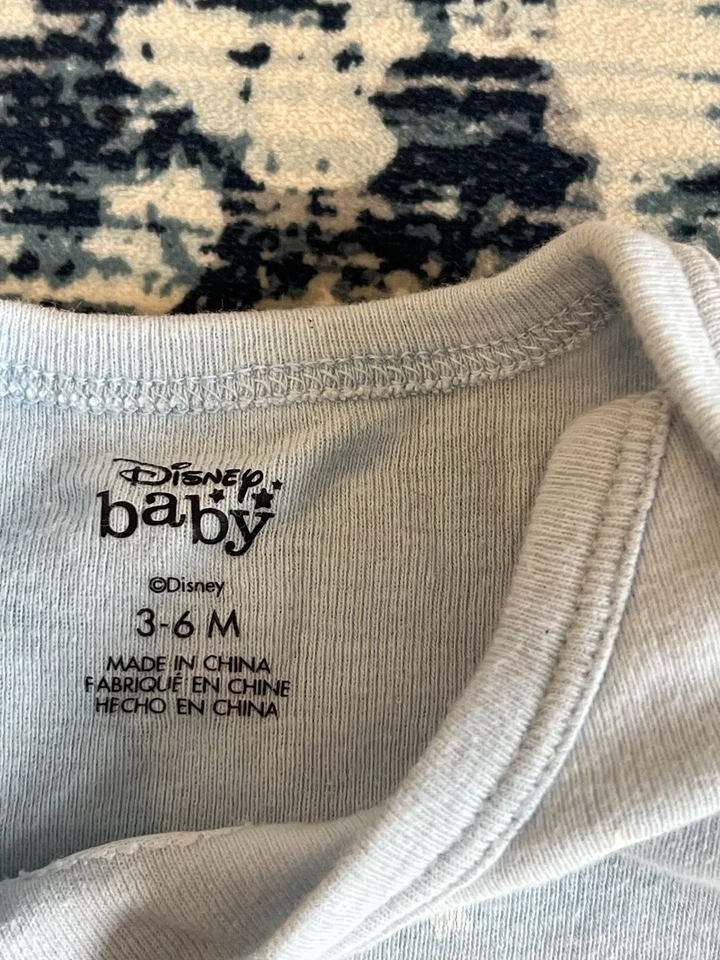 Disney
baby
©Disney
3-6 M
MADE IN CHINA
FABRIQUÉ EN CHINE
HECHO EN CHINA